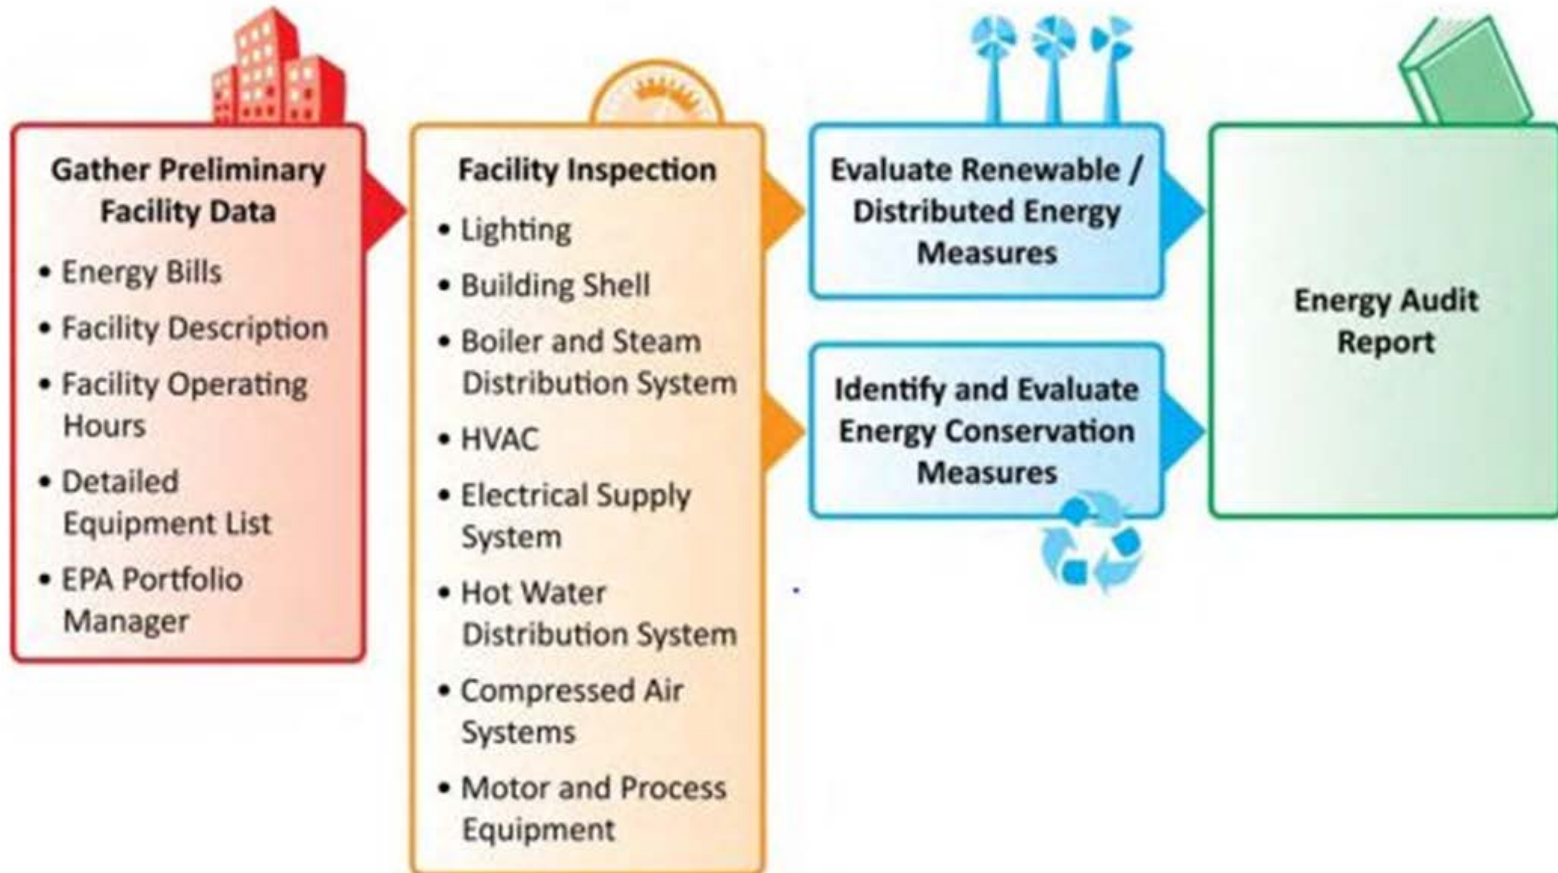 Gather Preliminary
Facility Data
• Energy Bills
• Facility Description
• Facility Operating
Hours
• Detailed
Equipment List
• EPA Portfolio
Manager
Facility Inspection
• Lighting
• Building Shell
• Boiler and Steam
Distribution System
• HVAC
• Electrical Supply
System
• Hot Water
Distribution System
• Compressed Air
Systems
• Motor and Process
Equipment
Evaluate Renewable /
Distributed Energy
Measures
Identify and Evaluate
Energy Conservation
Measures
Energy Audit
Report